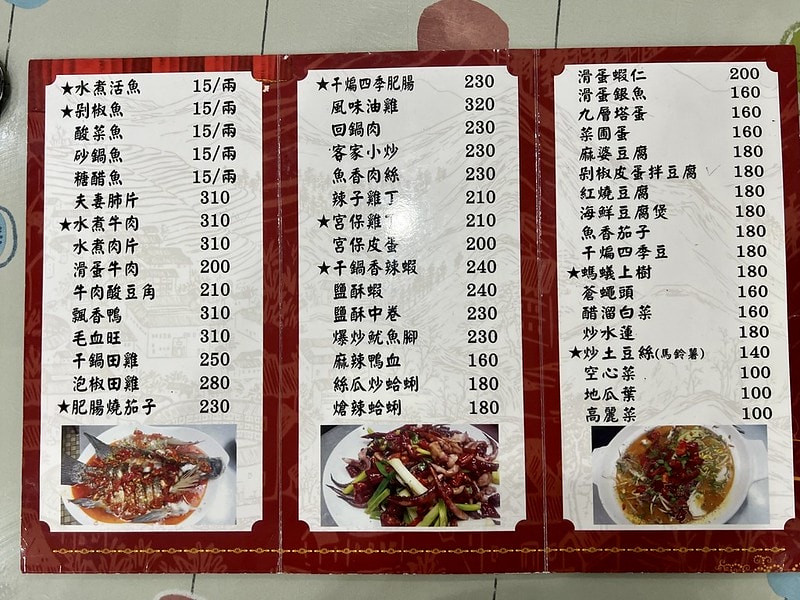 ★水煮活魚 15/兩
★剁椒魚 15/兩
酸菜魚 15/兩
砂鍋魚 15/兩
糖醋魚 15/兩
夫妻肺片 310
★水煮牛肉 310
水煮肉片 310
滑蛋牛肉 200
牛肉酸豆角 210
飄香鴨 310
毛血旺 310
干鍋田雞 250
泡椒田雞 280
★肥腸燒茄子 230
★干煸四季肥腸 230
風味油雞 320
回鍋肉 230
客家小炒 230
魚香肉絲 230
辣子雞丁 210
★宮保雞丁 210
宮保皮蛋 200
★干鍋香辣蝦 240
鹽酥蝦 240
鹽酥中卷 230
爆炒魷魚腳 230
麻辣鴨血 160
絲瓜炒蛤蜊 180
熗辣蛤蜊 180
滑蛋蝦仁 200
滑蛋銀魚 160
九層塔蛋 160
菜圃蛋 160
麻婆豆腐 180
剁椒皮蛋拌豆腐 180
紅燒豆腐 180
海鮮豆腐煲 180
魚香茄子 180
干煸四季豆 180
★螞蟻上樹 180
蒼蠅頭 160
醋溜白菜 160
炒水蓮 180
★炒土豆絲(馬鈴薯) 140
空心菜 100
地瓜葉 100
高麗菜 100